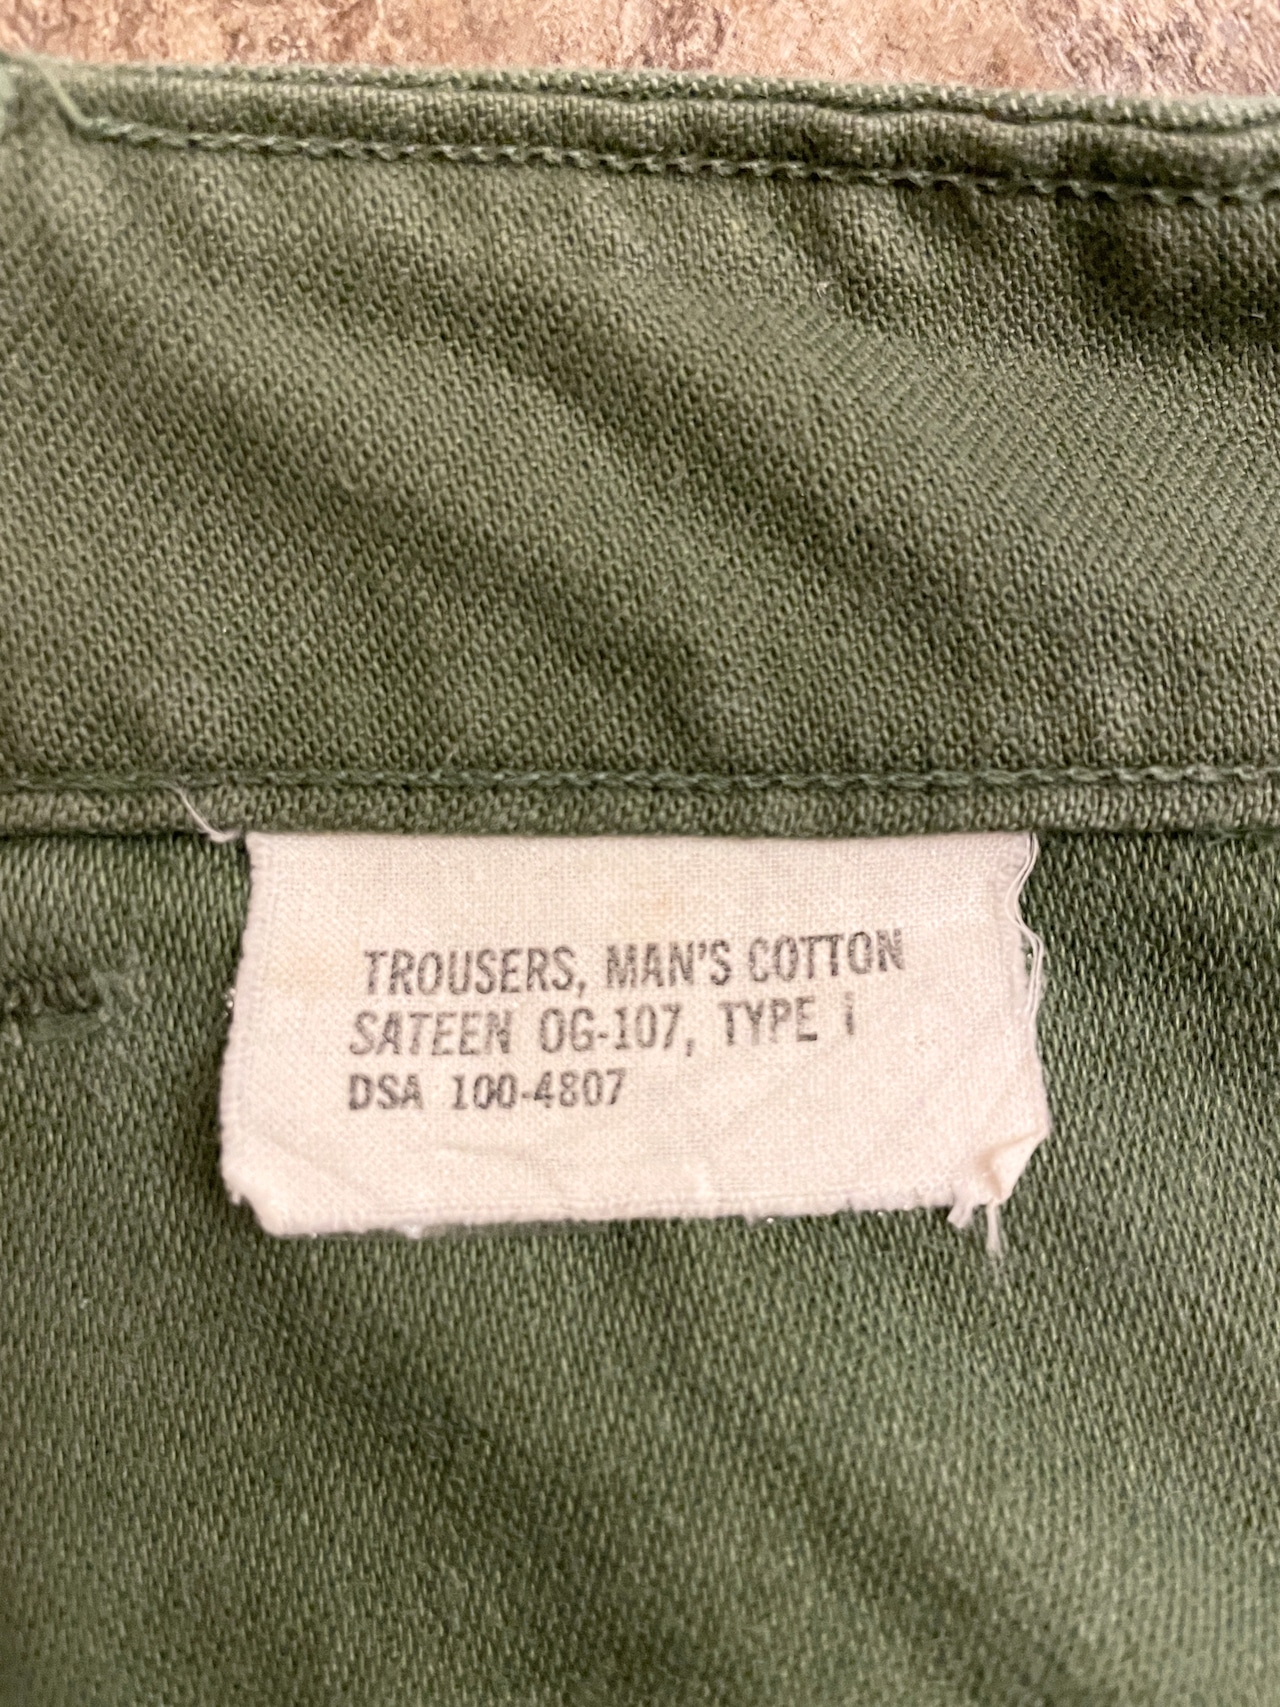 TROUSERS, MAN'S COTTON
SATEEN OG-107, TYPE I
DSA 100-4807